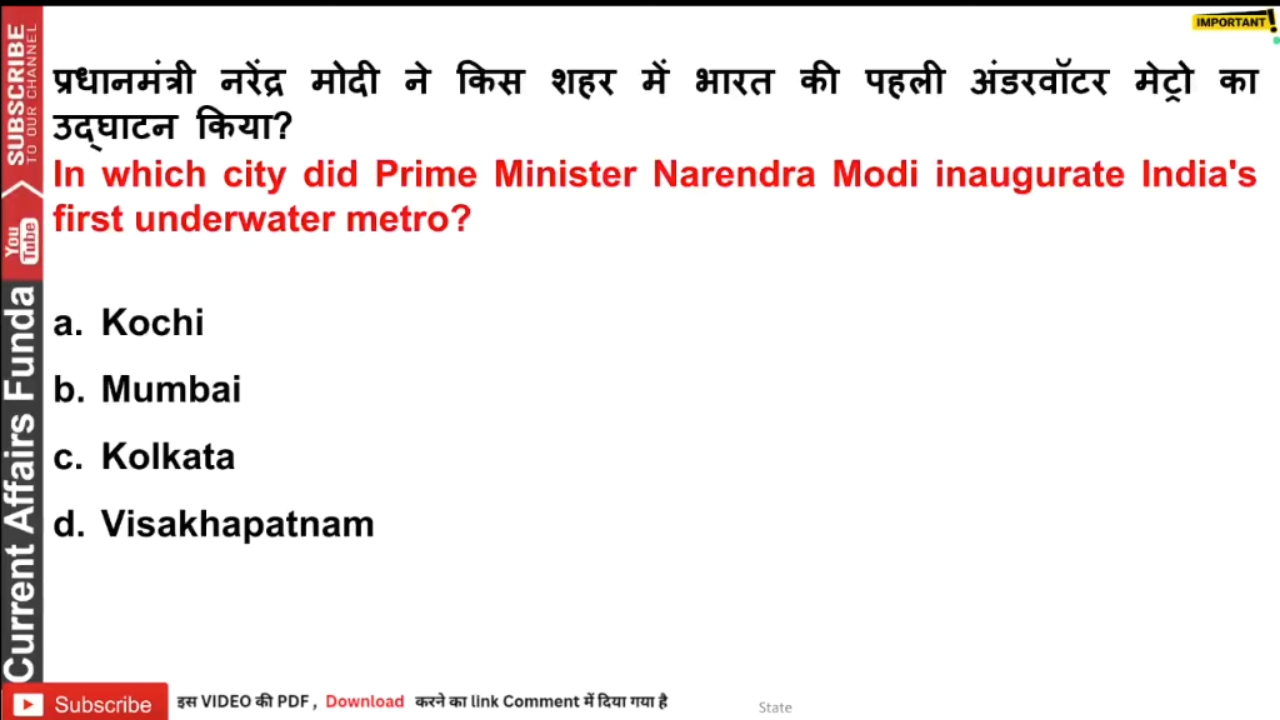 IMPORTANT!
प्रधानमंत्री नरेंद्र मोदी ने किस शहर में भारत की पहली अंडरवॉटर मेट्रो का
उद्घाटन किया?
In which city did Prime Minister Narendra Modi inaugurate India's
first underwater metro?
a. Kochi
b. Mumbai
c. Kolkata
d. Visakhapatnam
SUBSCRIBE
TO OUR CHANNEL
You
Tube
Current Affairs Funda
Subscribe
इस VIDEO की PDF , Download करने का link Comment में दिया गया है
State